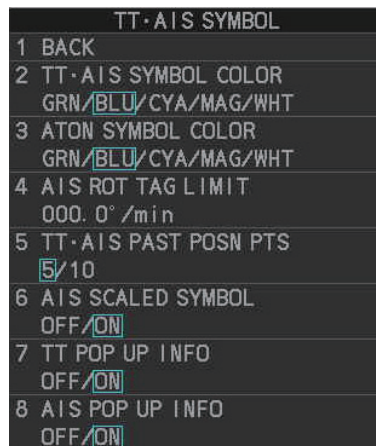 TT･AIS SYMBOL
1 BACK
2 TT･AIS SYMBOL COLOR
GRN/BLU/CYA/MAG/WHT
3 ATON SYMBOL COLOR
GRN/BLU/CYA/MAG/WHT
4 AIS ROT TAG LIMIT
000. 0°/min
5 TT･AIS PAST POSN PTS
5/10
6 AIS SCALED SYMBOL
OFF/ON
7 TT POP UP INFO
OFF/ON
8 AIS POP UP INFO
OFF/ON